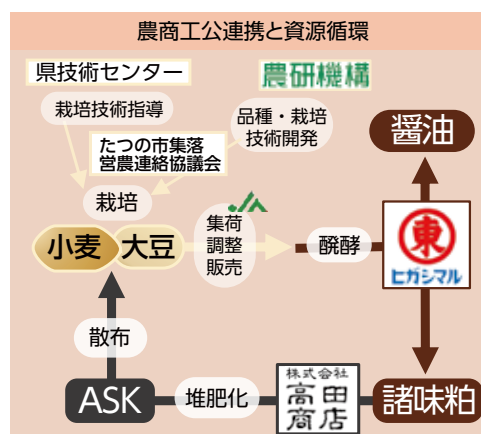 農商工公連携と資源循環
県技術センター
農研機構
栽培技術指導
品種・栽培
技術開発
たつの市集落
営農連絡協議会
醤油
栽培
JA
小麦
大豆
集荷
調整
販売
醗酵
東
ヒガシマル
散布
ASK
堆肥化
株式会社
高田
商店
諸味粕